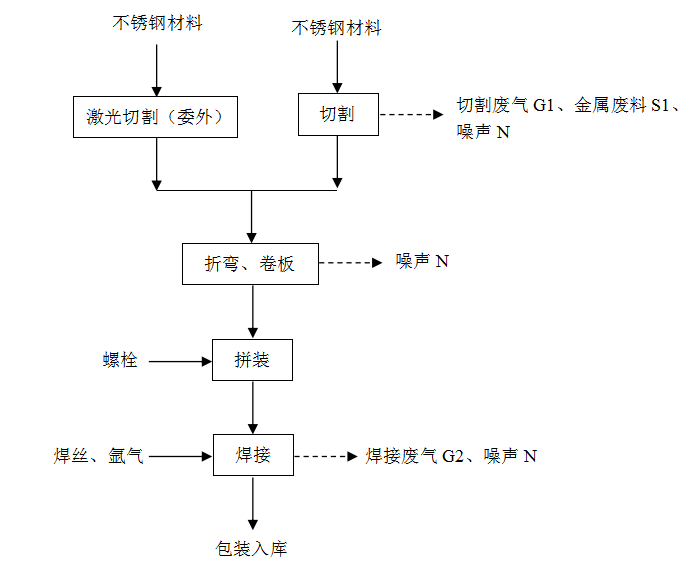 不锈钢材料
不锈钢材料
激光切割（委外）
切割
切割废气 G1、金属废料 S1、
噪声 N
折弯、卷板
噪声 N
螺栓
拼装
焊丝、氩气
焊接
焊接废气 G2、噪声 N
包装入库